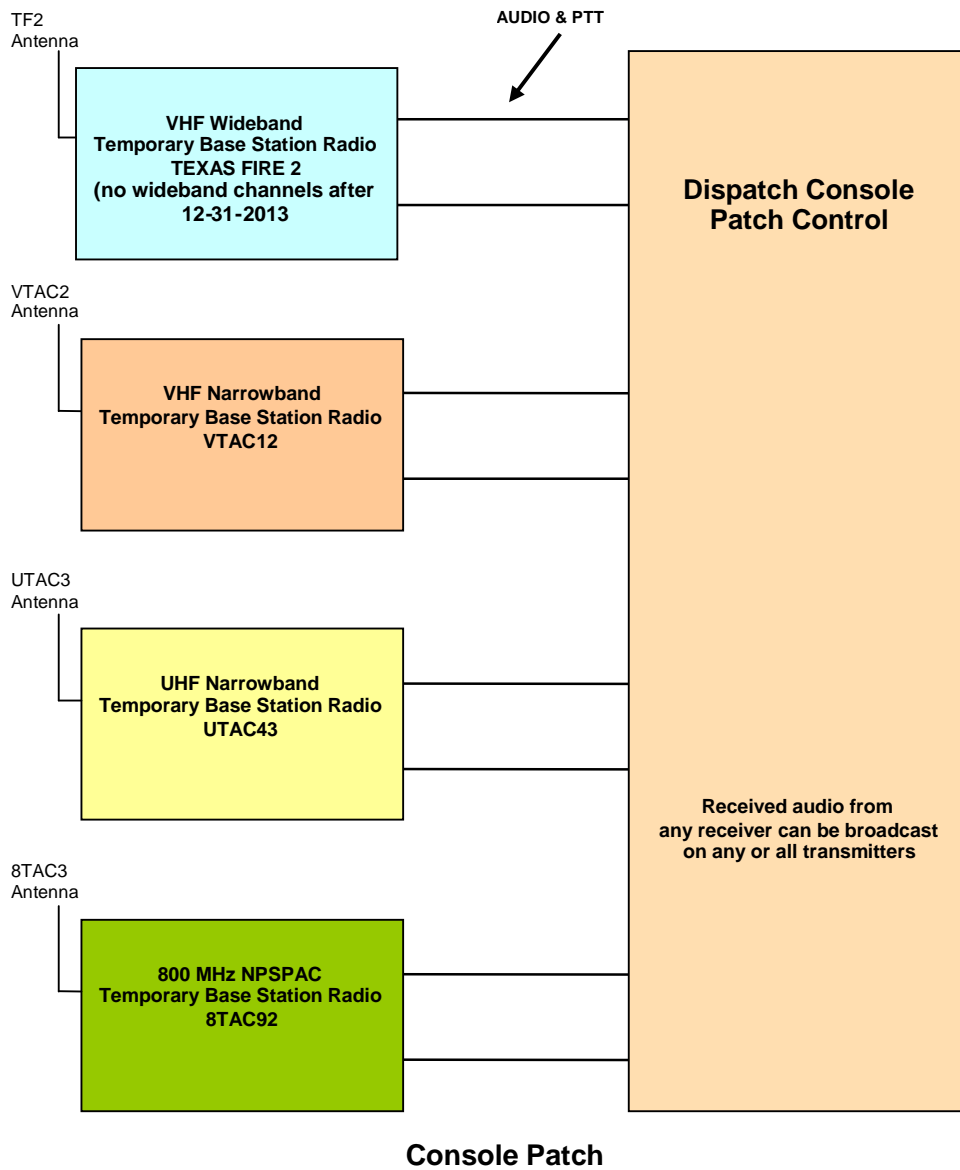 TF2
Antenna
AUDIO & PTT
VHF Wideband
Temporary Base Station Radio
TEXAS FIRE 2
(no wideband channels after
12-31-2013
Dispatch Console
Patch Control
VTAC2
Antenna
VHF Narrowband
Temporary Base Station Radio
VTAC12
UTAC3
Antenna
UHF Narrowband
Temporary Base Station Radio
UTAC43
Received audio from
any receiver can be broadcast
on any or all transmitters
8TAC3
Antenna
800 MHz NPSPAC
Temporary Base Station Radio
8TAC92
Console Patch